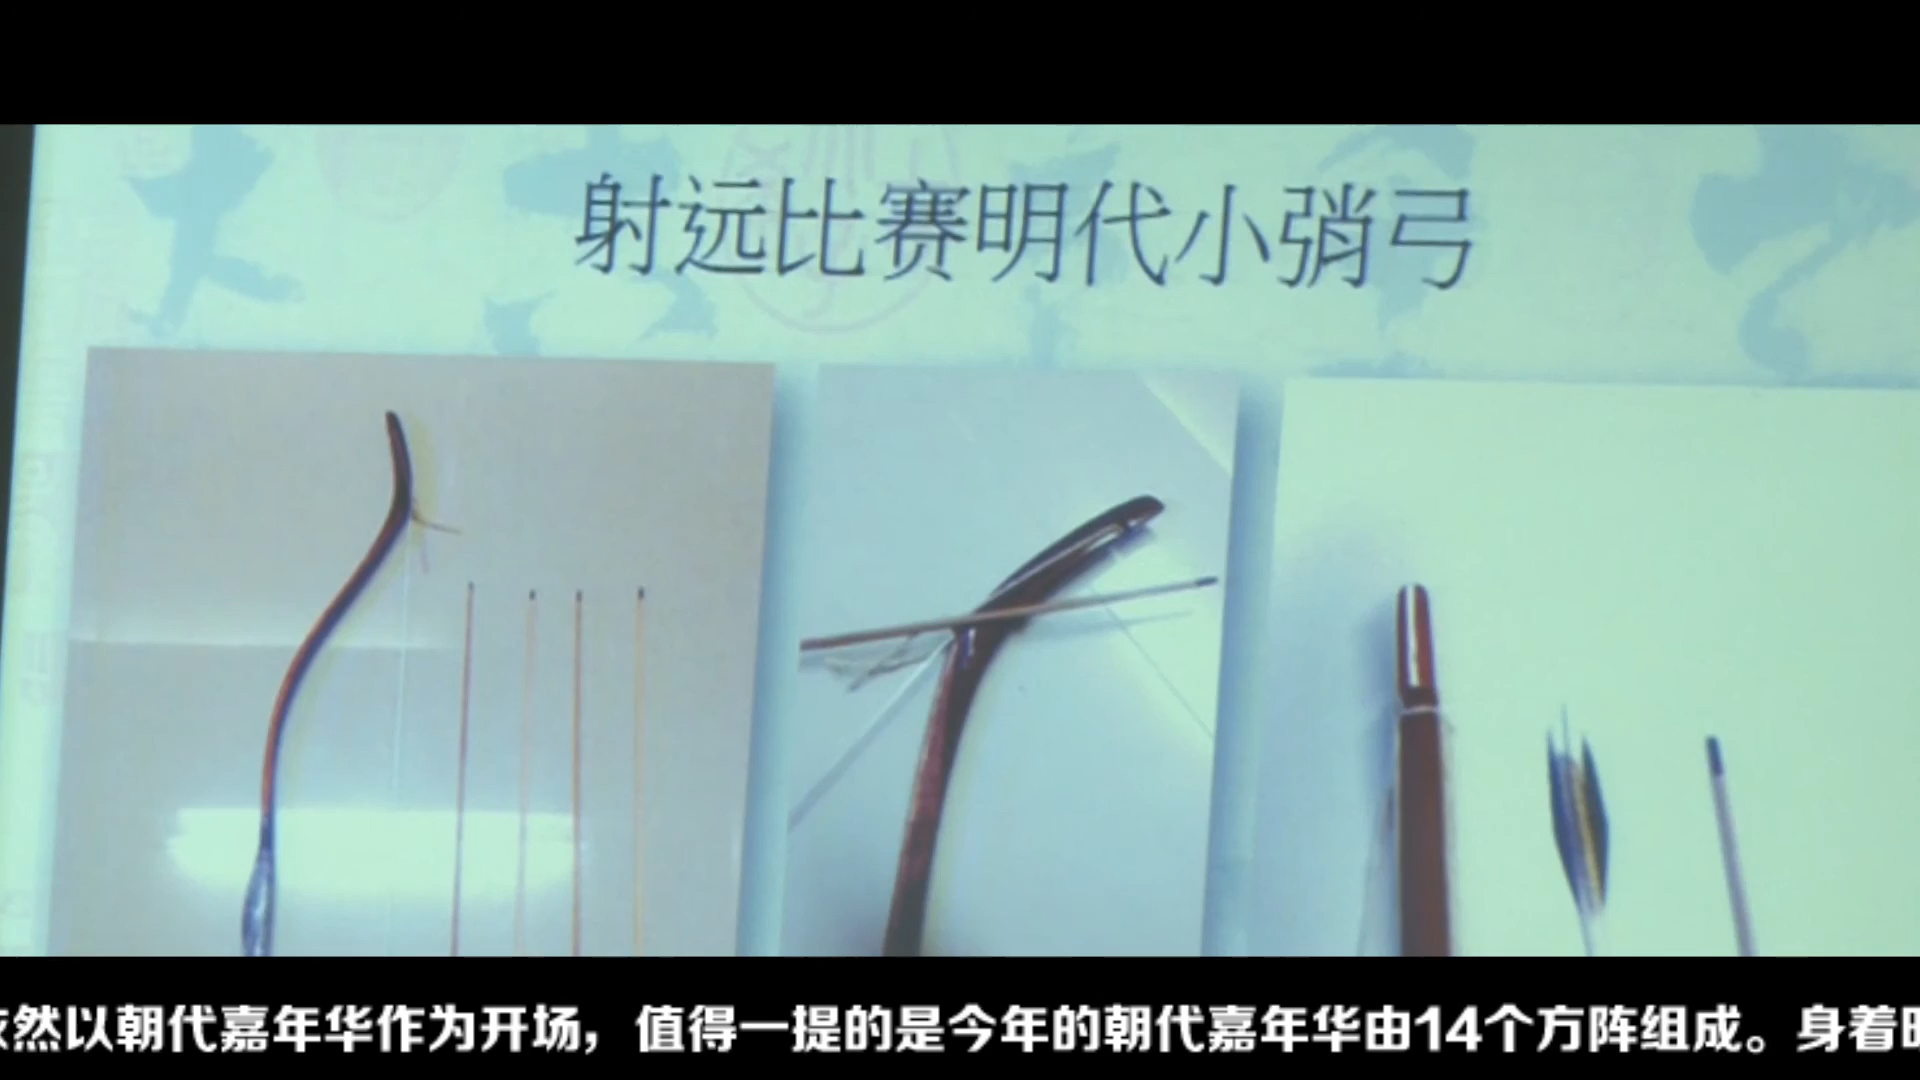 射远比赛明代小弰弓
然以朝代嘉年华作为开场，值得一提的是今年的朝代嘉年华由14个方阵组成。身着